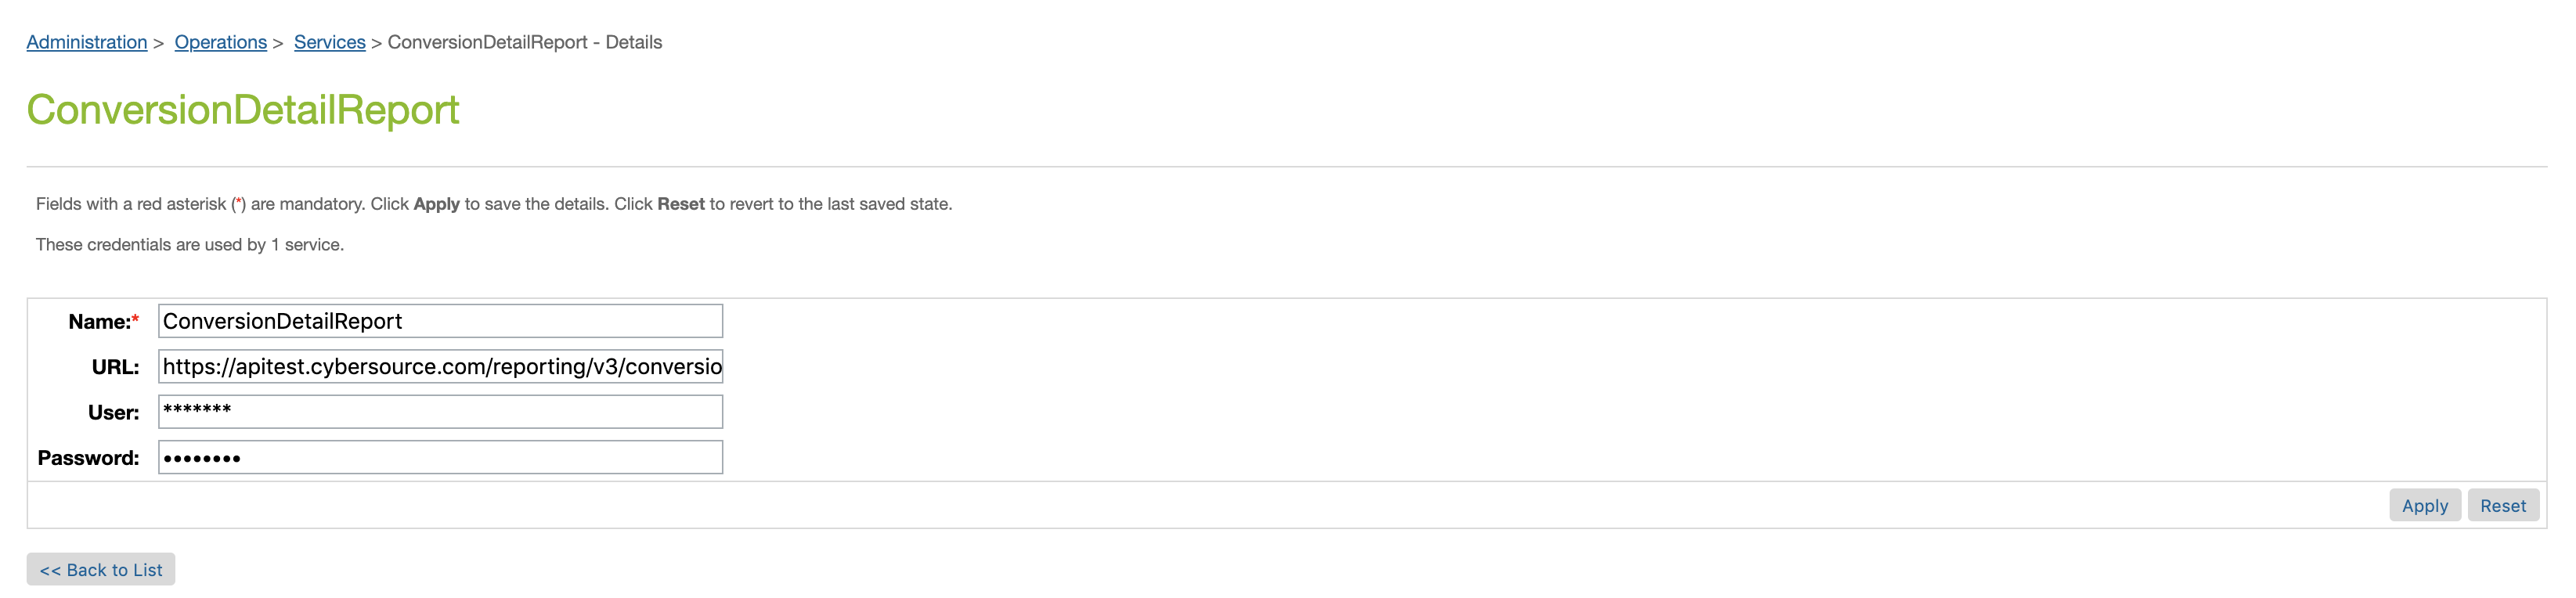 Administration > Operations > Services > ConversionDetailReport - Details
ConversionDetailReport
Fields with a red asterisk (*) are mandatory. Click Apply to save the details. Click Reset to revert to the last saved state.
These credentials are used by 1 service.
Name:* ConversionDetailReport
URL: https://apitest.cybersource.com/reporting/v3/conversio
User: *******
Password: ••••••••
Apply Reset
<< Back to List